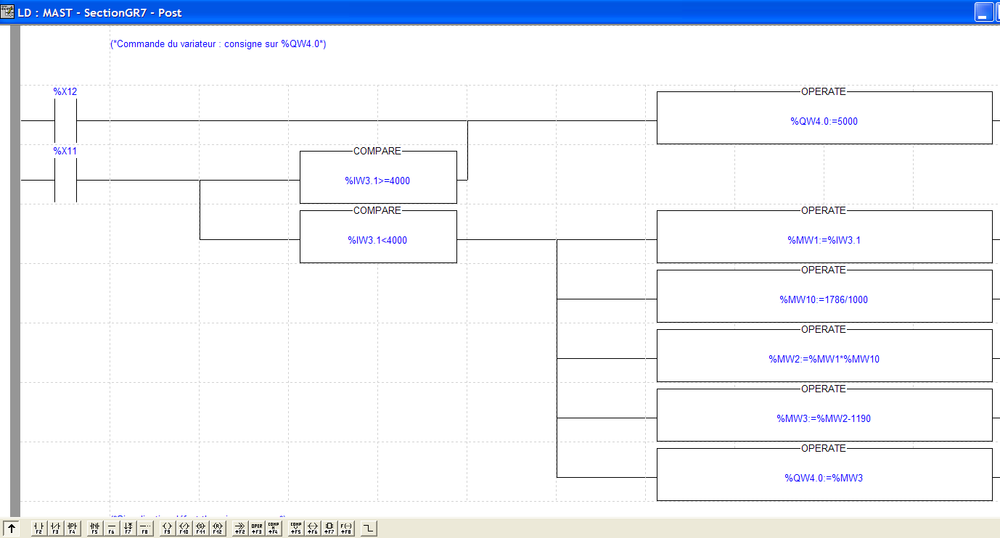 LD : MAST - SectionGR7 - Post
(*Commande du variateur : consigne sur %QW4.0*)
%X12
OPERATE
%QW4.0:=5000
%X11
COMPARE
%IW3.1>=4000
COMPARE
%IW3.1<4000
OPERATE
%MW1:=%IW3.1
OPERATE
%MW10:=1786/1000
OPERATE
%MW2:=%MW1*%MW10
OPERATE
%MW3:=%MW2-1190
OPERATE
%QW4.0:=%MW3
F2 F3 F4 F5 F6 F7 F8 F9 F10 F11 F12 F2 OPER F3 COMP F4 COMP F5 F6 F7 F8